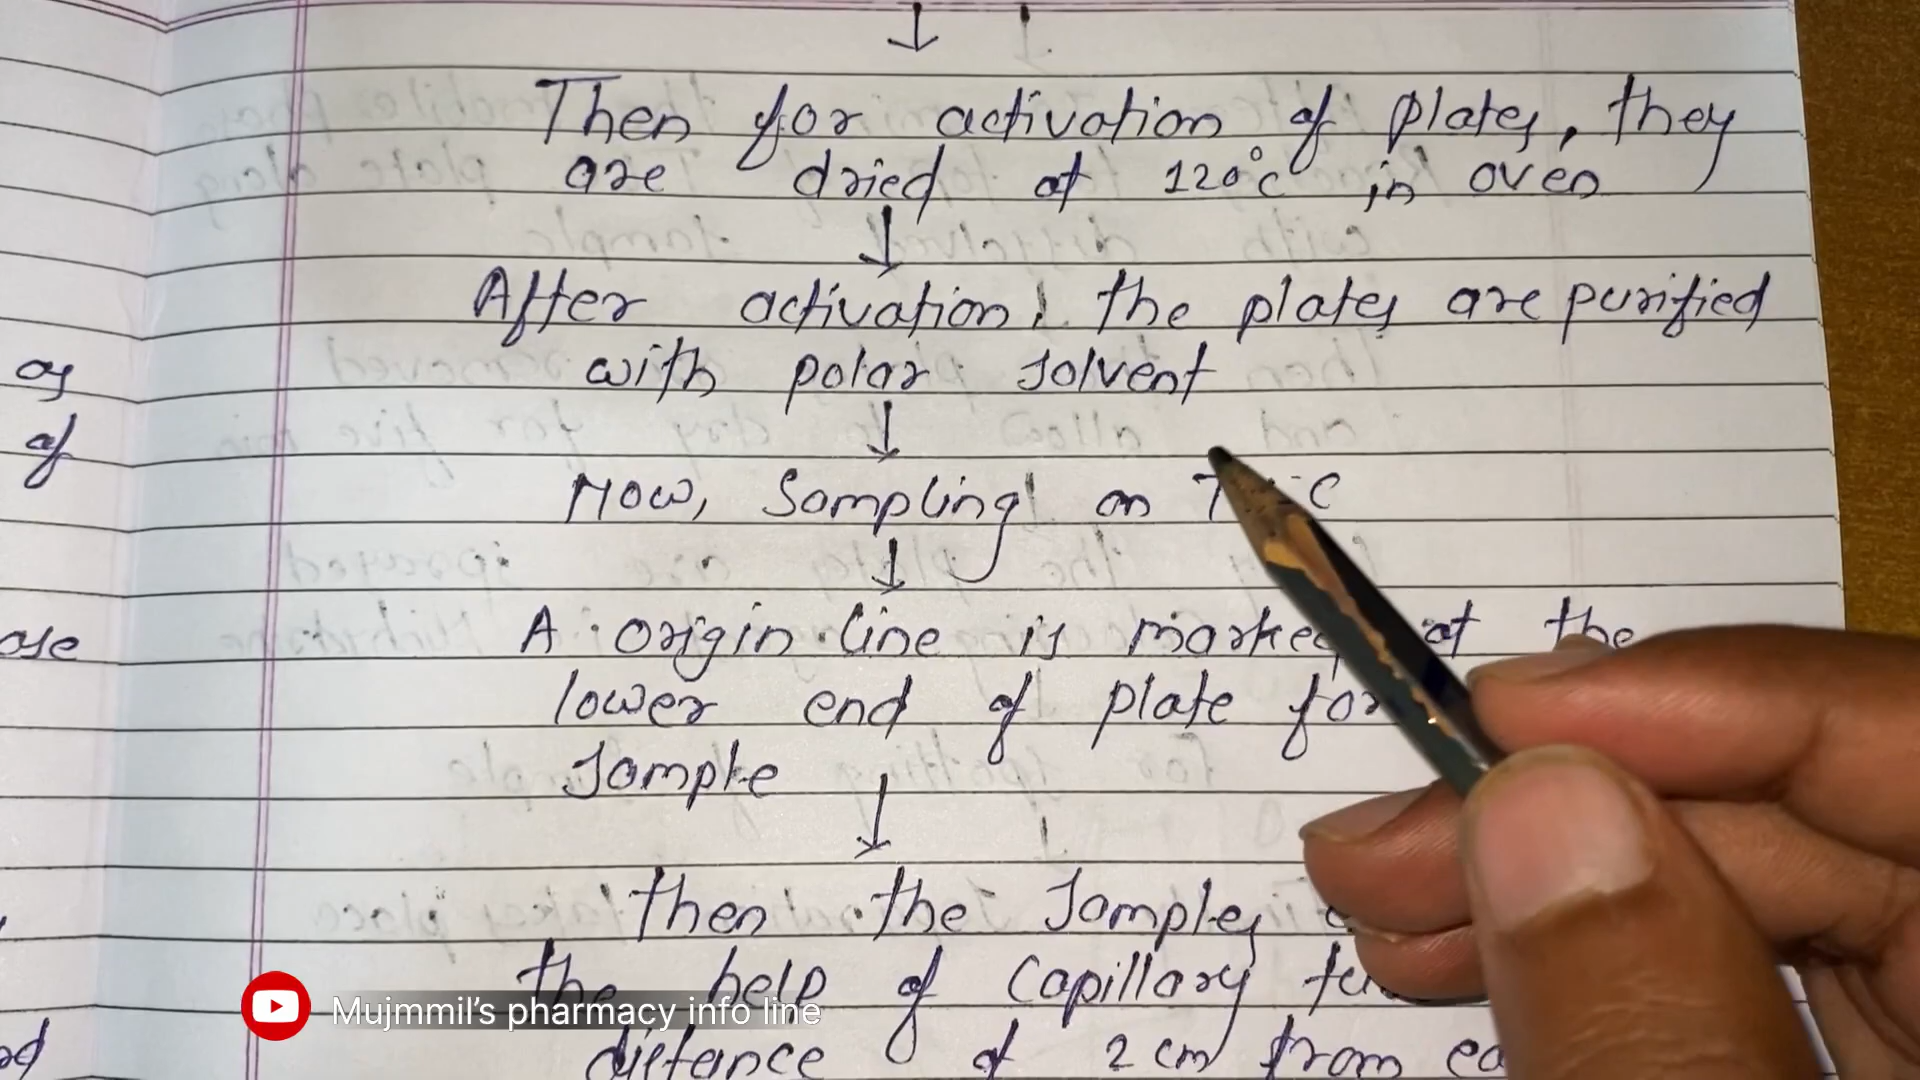 Then for activation of plates, they
are dried at 120°C in oven
After activation, the plates are purified
with polar solvent
Now, Sampling on
A origin line is marked at the
lower end of plate for
Sample
as
of
then the Samples
the help of Capillary
distance of 2 cm from
Mujmmil's pharmacy info line